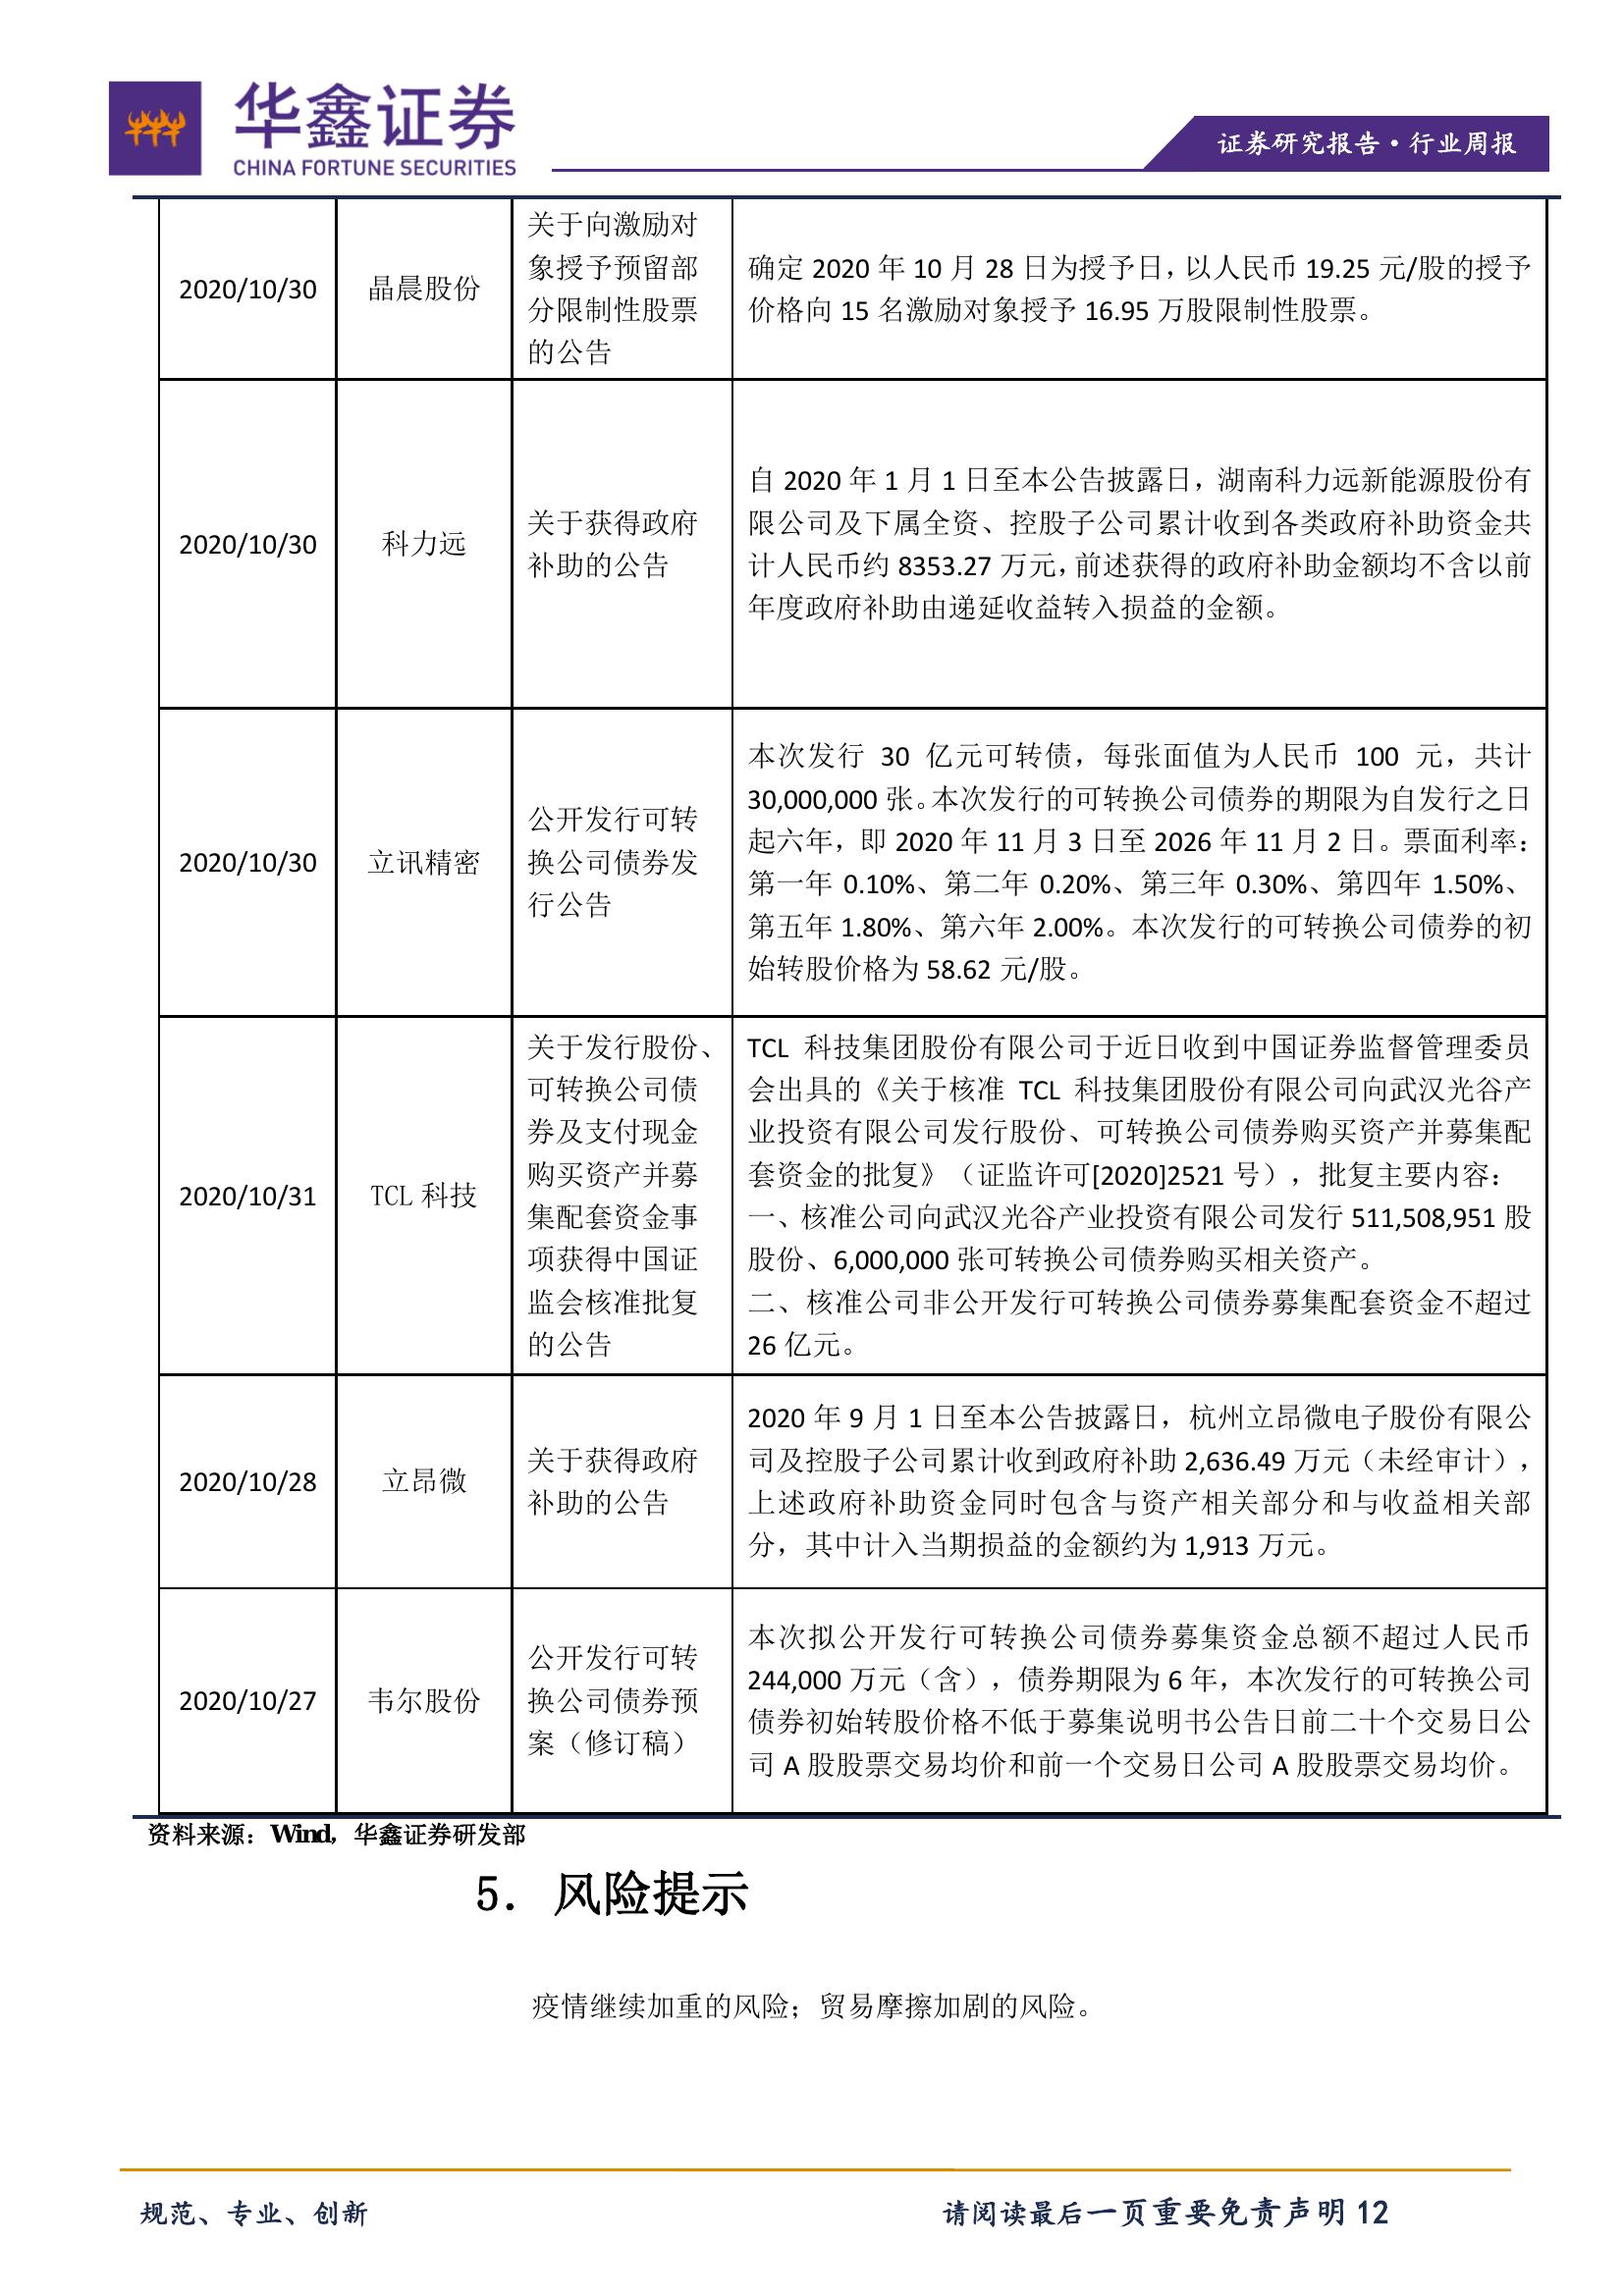 华鑫证券
CHINA FORTUNE SECURITIES
证券研究报告·行业周报
2020/10/30
晶晨股份
关于向激励对
象授予预留部
分限制性股票
的公告
确定 2020 年 10 月 28 日为授予日，以人民币 19.25 元/股的授予
价格向 15 名激励对象授予 16.95 万股限制性股票。
2020/10/30
科力远
关于获得政府
补助的公告
自 2020 年 1 月 1 日至本公告披露日，湖南科力远新能源股份有
限公司及下属全资、控股子公司累计收到各类政府补助资金共
计人民币约 8353.27 万元，前述获得的政府补助金额均不含以前
年度政府补助由递延收益转入损益的金额。
2020/10/30
立讯精密
公开发行可转
换公司债券发
行公告
本次发行 30 亿元可转债，每张面值为人民币 100 元，共计
30,000,000 张。本次发行的可转换公司债券的期限为自发行之日
起六年，即 2020 年 11 月 3 日至 2026 年 11 月 2 日。票面利率：
第一年 0.10%、第二年 0.20%、第三年 0.30%、第四年 1.50%、
第五年 1.80%、第六年 2.00%。本次发行的可转换公司债券的初
始转股价格为 58.62 元/股。
2020/10/31
TCL 科技
关于发行股份、
可转换公司债
券及支付现金
购买资产并募
集配套资金事
项获得中国证
监会核准批复
的公告
TCL 科技集团股份有限公司于近日收到中国证券监督管理委员
会出具的《关于核准 TCL 科技集团股份有限公司向武汉光谷产
业投资有限公司发行股份、可转换公司债券购买资产并募集配
套资金的批复》（证监许可[2020]2521 号），批复主要内容：
一、核准公司向武汉光谷产业投资有限公司发行 511,508,951 股
股份、6,000,000 张可转换公司债券购买相关资产。
二、核准公司非公开发行可转换公司债券募集配套资金不超过
26 亿元。
2020/10/28
立昂微
关于获得政府
补助的公告
2020 年 9 月 1 日至本公告披露日，杭州立昂微电子股份有限公
司及控股子公司累计收到政府补助 2,636.49 万元（未经审计），
上述政府补助资金同时包含与资产相关部分和与收益相关部
分，其中计入当期损益的金额约为 1,913 万元。
2020/10/27
韦尔股份
公开发行可转
换公司债券预
案（修订稿）
本次拟公开发行可转换公司债券募集资金总额不超过人民币
244,000 万元（含），债券期限为 6 年，本次发行的可转换公司
债券初始转股价格不低于募集说明书公告日前二十个交易日公
司 A 股股票交易均价和前一个交易日公司 A 股股票交易均价。
资料来源：Wind，华鑫证券研发部
5. 风险提示
疫情继续加重的风险；贸易摩擦加剧的风险。
规范、专业、创新
请阅读最后一页重要免责声明 12